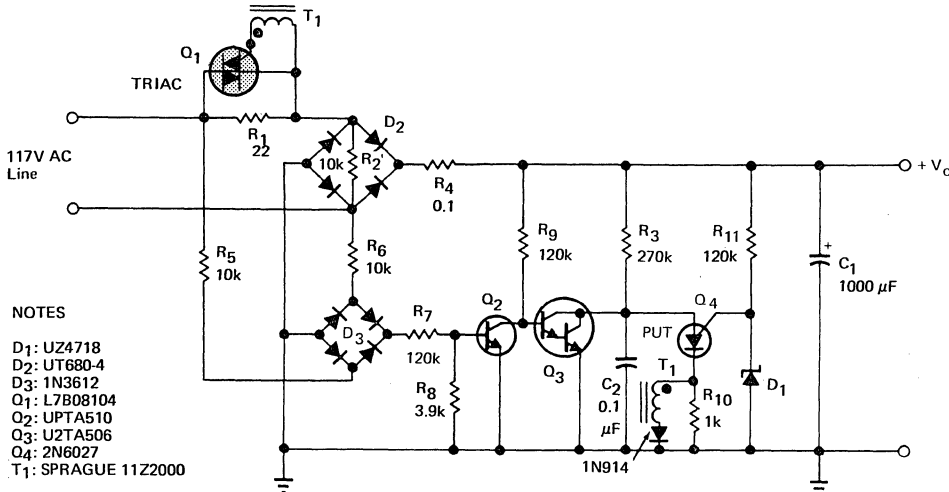 T1
Q1
TRIAC
R1
22
D2
10k
R2
117V AC
Line
R4
0.1
+ Vo
R5
10k
R6
10k
R9
120k
R3
270k
R11
120k
+
C1
1000 μF
D3
R7
120k
R8
3.9k
Q2
Q3
Q4
PUT
C2
0.1
μF
T1
R10
1k
D1
1N914
NOTES
D1: UZ4718
D2: UT680-4
D3: 1N3612
Q1: L7B08104
Q2: UPTA510
Q3: U2TA506
Q4: 2N6027
T1: SPRAGUE 11Z2000